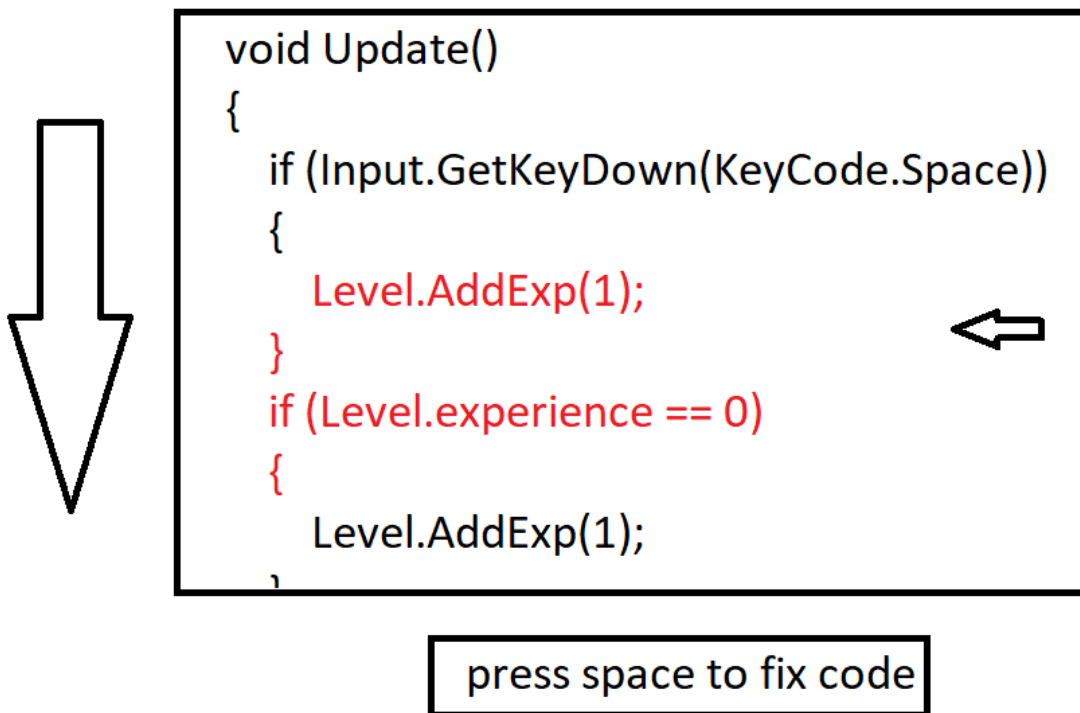 void Update()
{
if (Input.GetKeyDown(KeyCode.Space))
{
Level.AddExp(1);
}
if (Level.experience == 0)
{
Level.AddExp(1);
}
press space to fix code